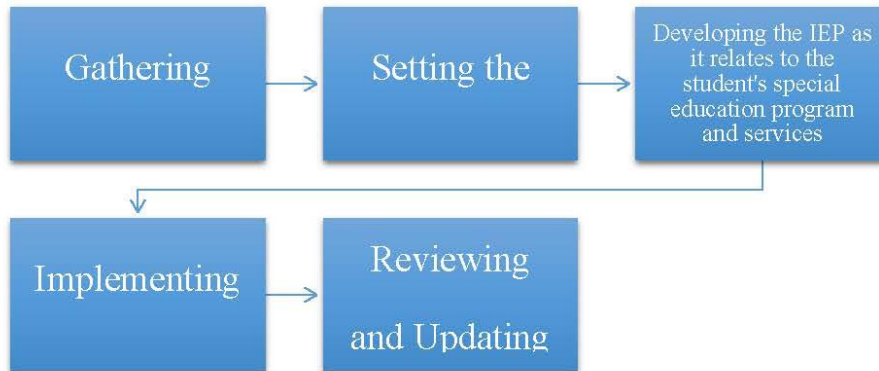 Gathering
Setting the
Developing the IEP as
it relates to the
student's special
education program
and services
Implementing
Reviewing
and Updating